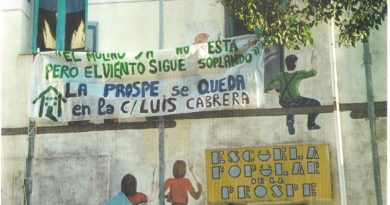 "EL MOLINO YA NO ESTÁ
PERO EL VIENTO SIGUE SOPLANDO"
LA PROSPE se QUEDA
en la C/LUIS CABRERA
ESCUELA
POPULAR
DE LA
PROSPE